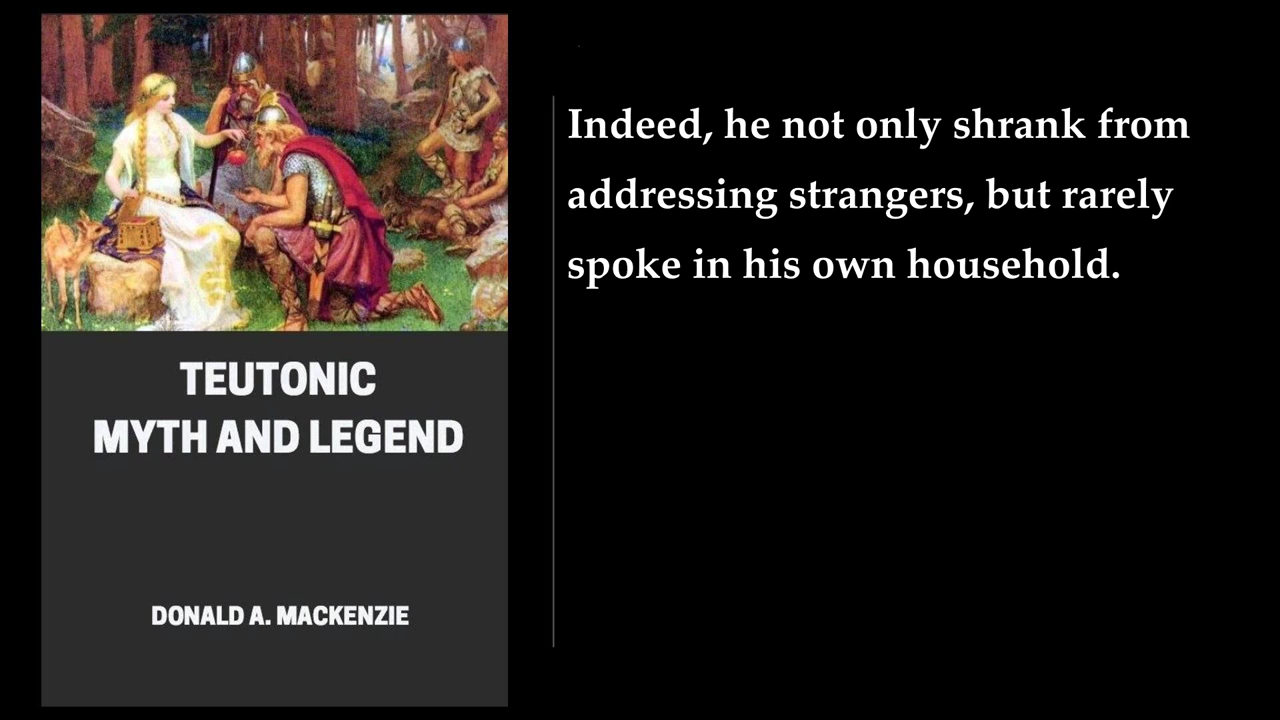 TEUTONIC
MYTH AND LEGEND
DONALD A. MACKENZIE
Indeed, he not only shrank from
addressing strangers, but rarely
spoke in his own household.